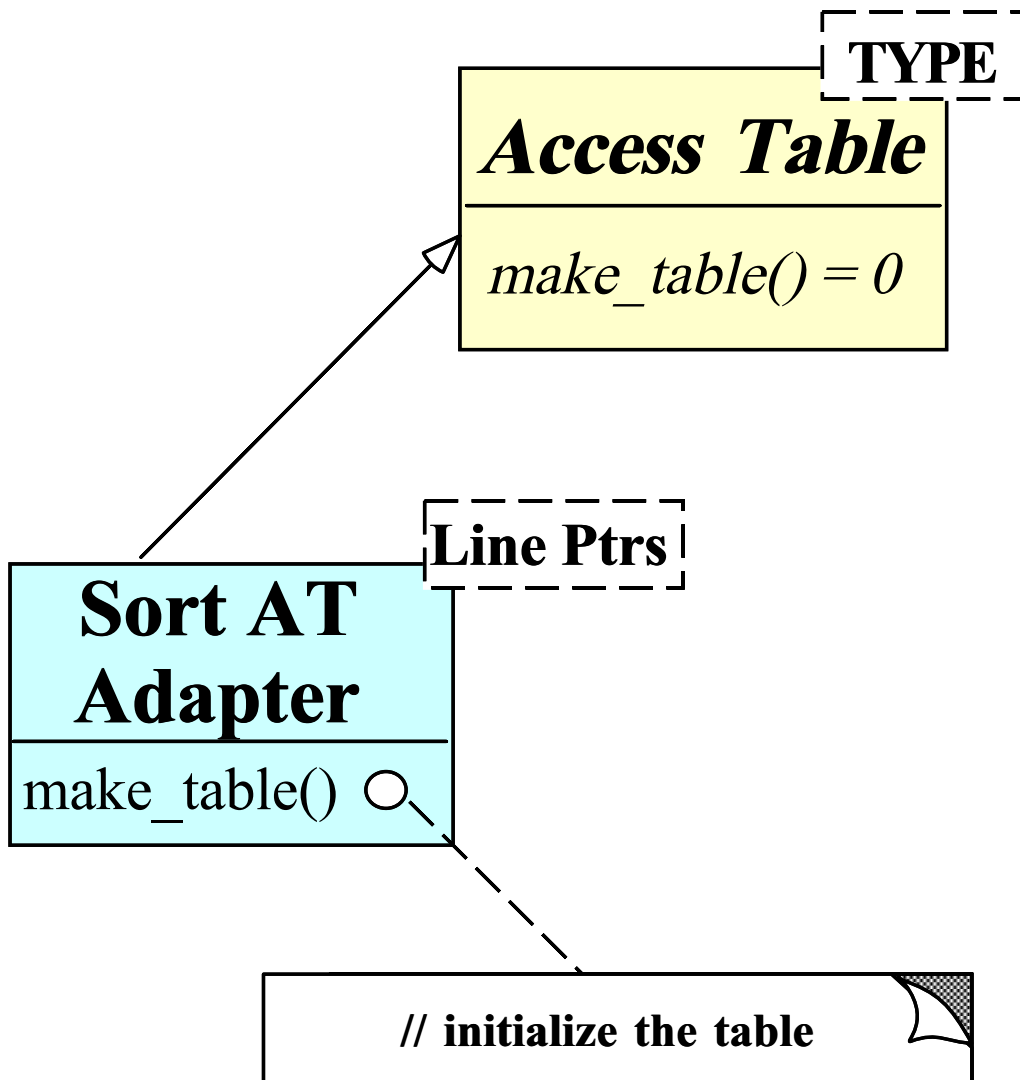 TYPE
Access Table
make_table() = 0
Line Ptrs
Sort AT
Adapter
make_table()
// initialize the table